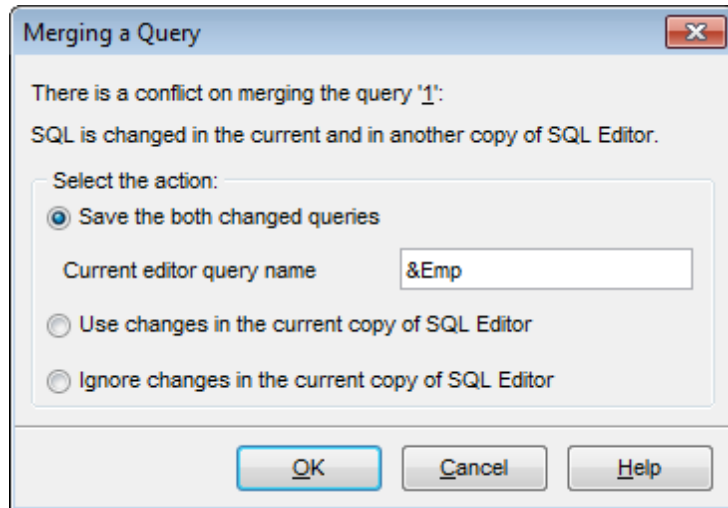 Merging a Query
There is a conflict on merging the query '1':
SQL is changed in the current and in another copy of SQL Editor.
Select the action:
Save the both changed queries
Current editor query name &Emp
Use changes in the current copy of SQL Editor
Ignore changes in the current copy of SQL Editor
OK Cancel Help